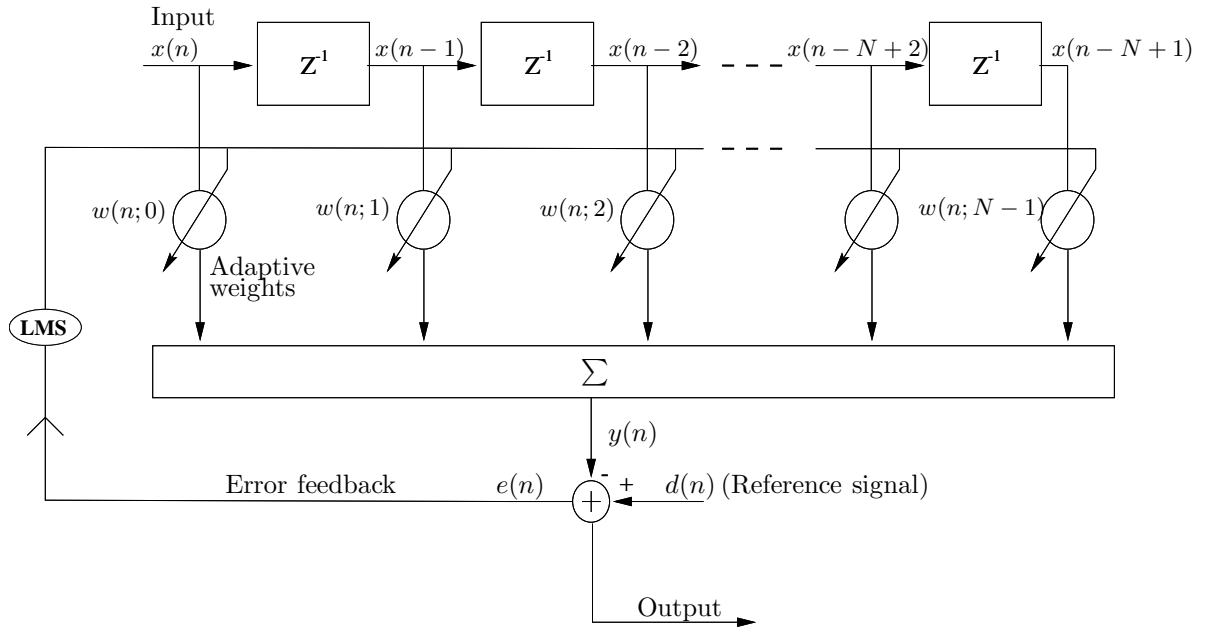 Input
x(n)
Z⁻¹
x(n − 1)
Z⁻¹
x(n − 2)
x(n − N + 2)
Z⁻¹
x(n − N + 1)
w(n; 0)
w(n; 1)
w(n; 2)
w(n; N − 1)
Adaptive
weights
LMS
∑
y(n)
- +
Error feedback
e(n)
+
d(n) (Reference signal)
Output